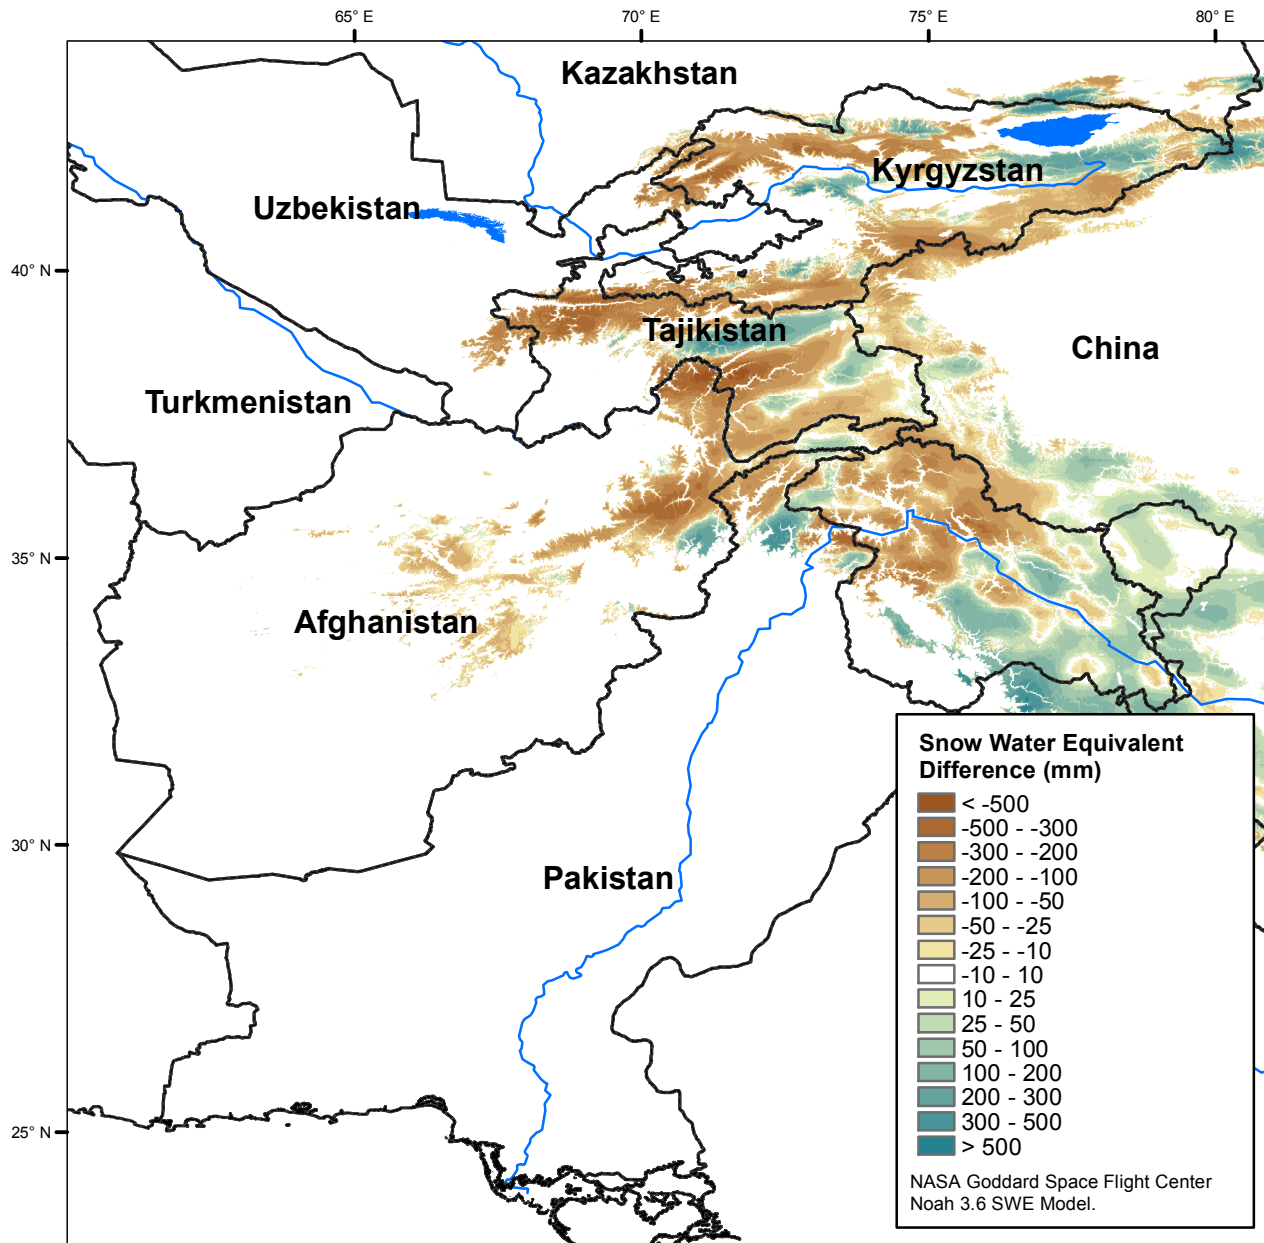 65° E
70° E
75° E
80° E
Kazakhstan
Kyrgyzstan
Uzbekistan
40° N
Tajikistan
China
Turkmenistan
35° N
Afghanistan
Snow Water Equivalent
Difference (mm)
< -500
-500 - -300
-300 - -200
-200 - -100
-100 - -50
-50 - -25
-25 - -10
-10 - 10
10 - 25
25 - 50
50 - 100
100 - 200
200 - 300
300 - 500
> 500
30° N
Pakistan
25° N
NASA Goddard Space Flight Center
Noah 3.6 SWE Model.